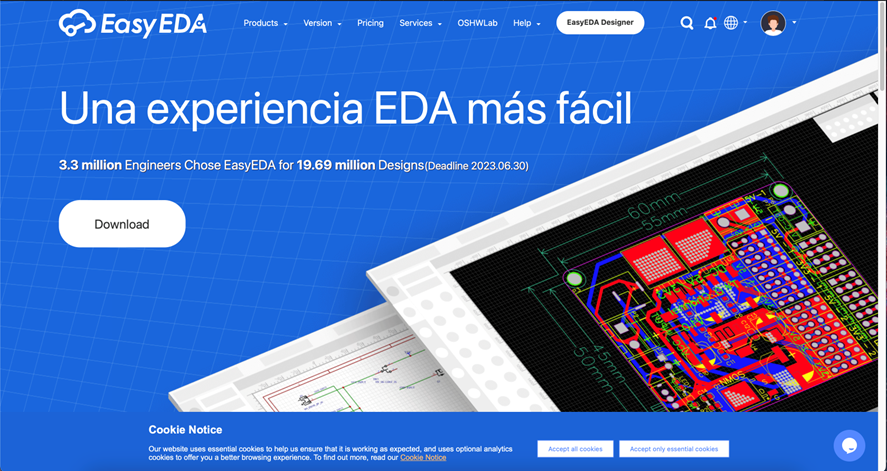 EasyEDA
Products Version Pricing Services OSHWLab Help EasyEDA Designer
Una experiencia EDA más fácil
3.3 million Engineers Chose EasyEDA for 19.69 million Designs(Deadline 2023.06.30)
Download
60mm
55mm
5V-1
5V
3V3
50mm
45mm
Cookie Notice
Our website uses essential cookies to help us ensure that it is working as expected, and uses optional analytics
cookies to offer you a better browsing experience. To find out more, read our Cookie Notice
Accept all cookies
Accept only essential cookies